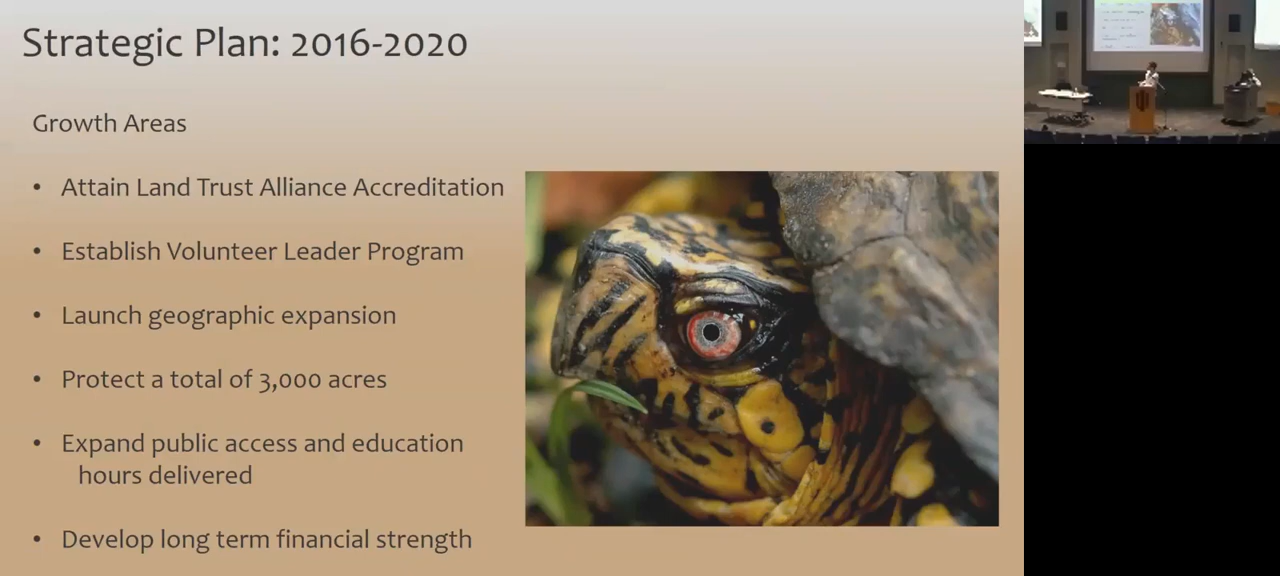 Strategic Plan: 2016-2020
Growth Areas
• Attain Land Trust Alliance Accreditation
• Establish Volunteer Leader Program
• Launch geographic expansion
• Protect a total of 3,000 acres
• Expand public access and education
hours delivered
• Develop long term financial strength